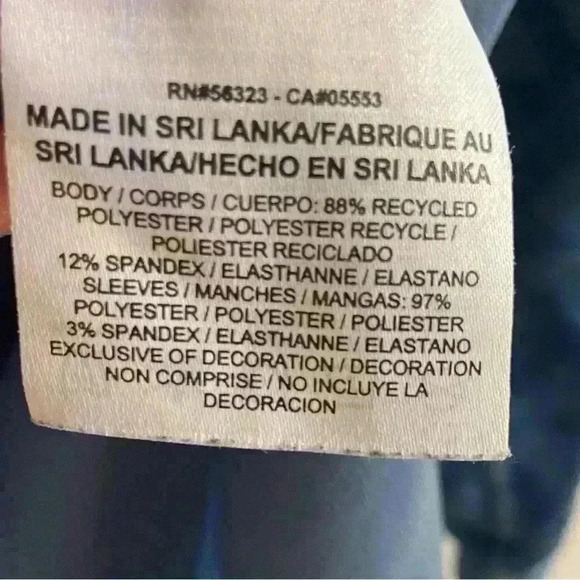 RN#56323 - CA#05553
MADE IN SRI LANKA/FABRIQUE AU
SRI LANKA/HECHO EN SRI LANKA
BODY / CORPS / CUERPO: 88% RECYCLED
POLYESTER / POLYESTER RECYCLE /
POLIESTER RECICLADO
12% SPANDEX / ELASTHANNE / ELASTANO
SLEEVES / MANCHES / MANGAS: 97%
POLYESTER / POLYESTER / POLIESTER
3% SPANDEX / ELASTHANNE / ELASTANO
EXCLUSIVE OF DECORATION / DECORATION
NON COMPRISE / NO INCLUYE LA
DECORACION